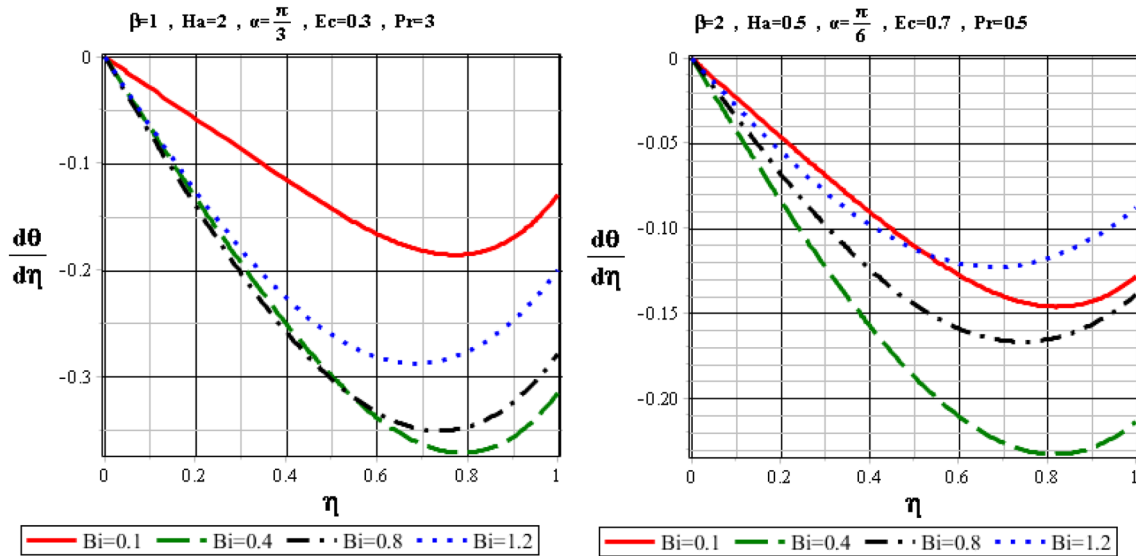 β=1 , Ha=2 , α=π/3 , Ec=0.3 , Pr=3
0
-0.1
-0.2
-0.3
dθ/dη
0 0.2 0.4 0.6 0.8 1
η
Bi=0.1 Bi=0.4 Bi=0.8 Bi=1.2
β=2 , Ha=0.5 , α=π/6 , Ec=0.7 , Pr=0.5
0
-0.05
-0.10
-0.15
-0.20
dθ/dη
0 0.2 0.4 0.6 0.8 1
η
Bi=0.1 Bi=0.4 Bi=0.8 Bi=1.2